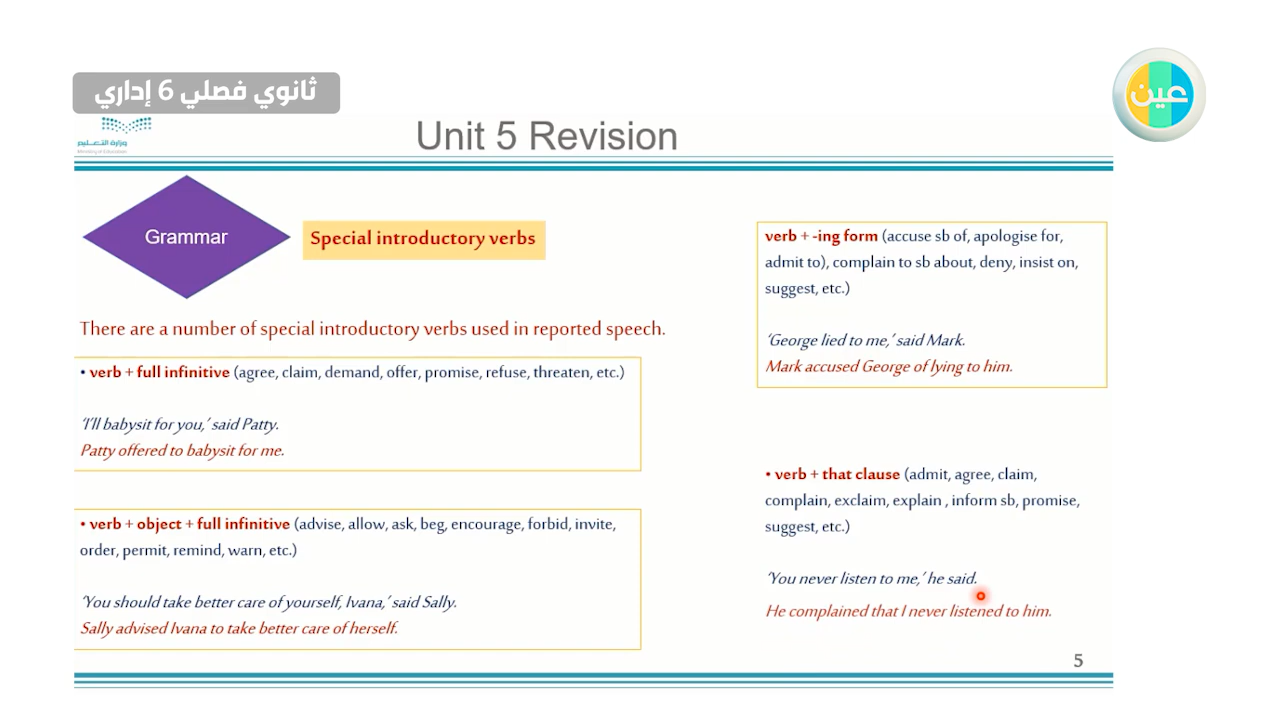 ثانوي فصلي 6 إداري
عين
وزارة التعليم
Ministry of Education
Unit 5 Revision
Grammar
Special introductory verbs
There are a number of special introductory verbs used in reported speech.
• verb + full infinitive (agree, claim, demand, offer, promise, refuse, threaten, etc.)
‘I’ll babysit for you,’ said Patty.
Patty offered to babysit for me.
• verb + object + full infinitive (advise, allow, ask, beg, encourage, forbid, invite,
order, permit, remind, warn, etc.)
‘You should take better care of yourself, Ivana,’ said Sally.
Sally advised Ivana to take better care of herself.
verb + -ing form (accuse sb of, apologise for,
admit to), complain to sb about, deny, insist on,
suggest, etc.)
‘George lied to me,’ said Mark.
Mark accused George of lying to him.
• verb + that clause (admit, agree, claim,
complain, exclaim, explain , inform sb, promise,
suggest, etc.)
‘You never listen to me,’ he said.
He complained that I never listened to him.
5